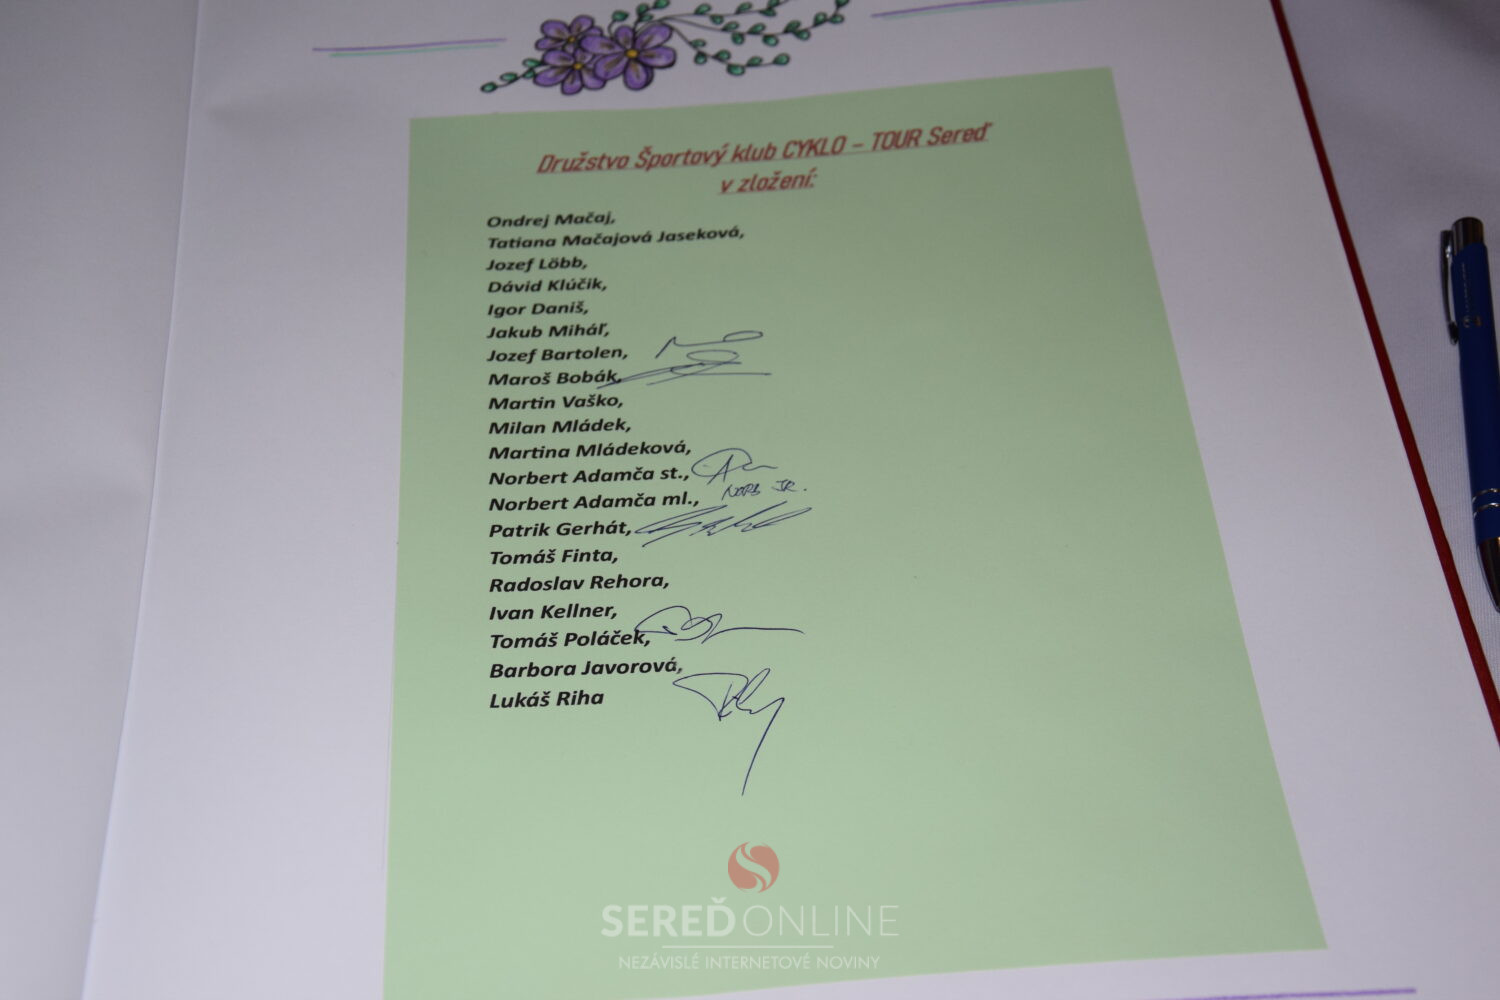 Družstvo Športový klub CYKLO – TOUR Sereď
v zložení:
Ondrej Mačaj,
Tatiana Mačajová Jaseková,
Jozef Löbb,
Dávid Klúčik,
Igor Daniš,
Jakub Miháľ,
Jozef Bartolen,
Maroš Bobák,
Martin Vaško,
Milan Mládek,
Martina Mládeková,
Norbert Adamča st.,
NORB JR.
Norbert Adamča ml.,
Patrik Gerhát,
Tomáš Finta,
Radoslav Rehora,
Ivan Kellner,
Tomáš Poláček,
Barbora Javorová,
Lukáš Riha
SEREĎ ONLINE
NEZÁVISLÉ INTERNETOVÉ NOVINY